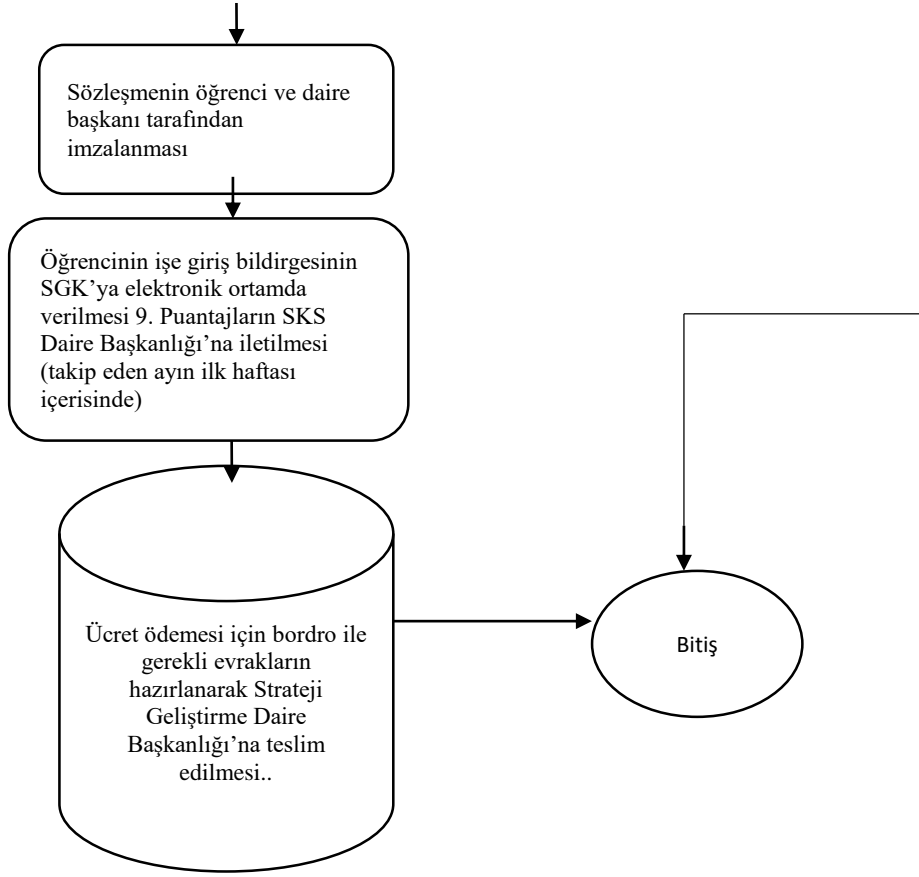 Sözleşmenin öğrenci ve daire
başkanı tarafından
imzalanması
Öğrencinin işe giriş bildirgesinin
SGK’ya elektronik ortamda
verilmesi 9. Puantajların SKS
Daire Başkanlığı’na iletilmesi
(takip eden ayın ilk haftası
içerisinde)
Ücret ödemesi için bordro ile
gerekli evrakların
hazırlanarak Strateji
Geliştirme Daire
Başkanlığı’na teslim
edilmesi..
Bitiş